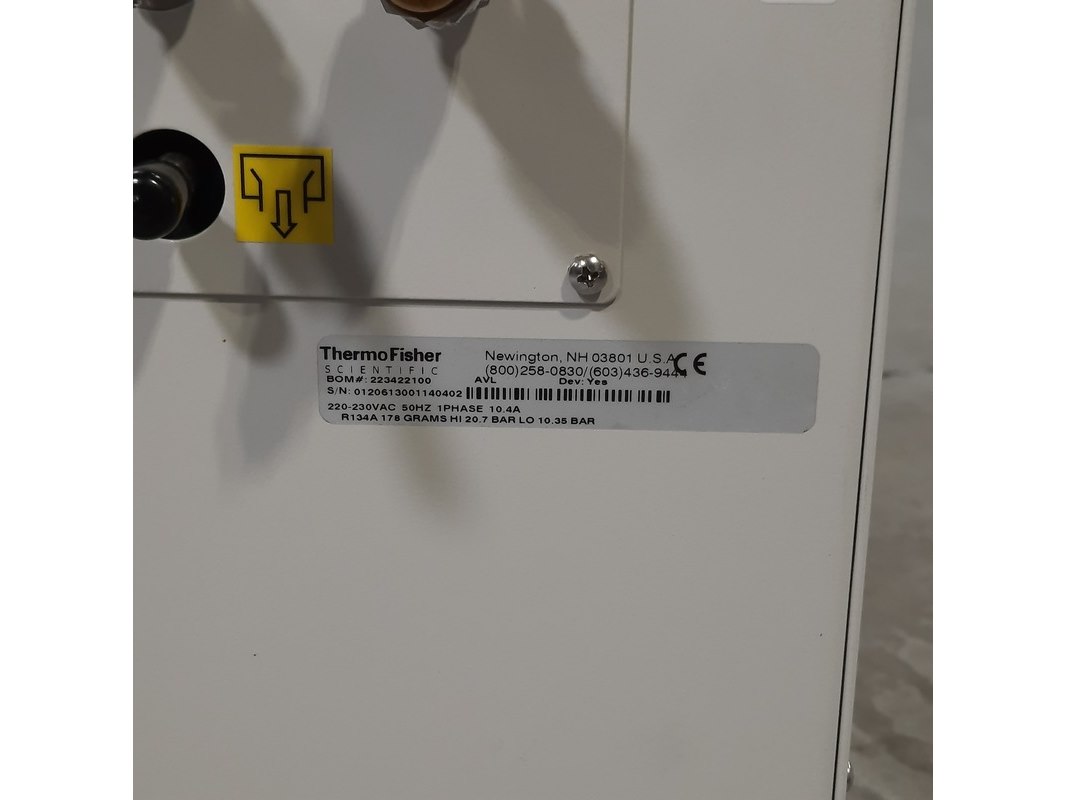 ThermoFisher
SCIENTIFIC
Newington, NH 03801 U.S.A
(800)258-0830/(603)436-944
CE
BOM#: 223422100 AVL Dev: Yes
S/N: 0120613001140402
220-230VAC 50HZ 1PHASE 10.4A
R134A 178 GRAMS HI 20.7 BAR LO 10.35 BAR